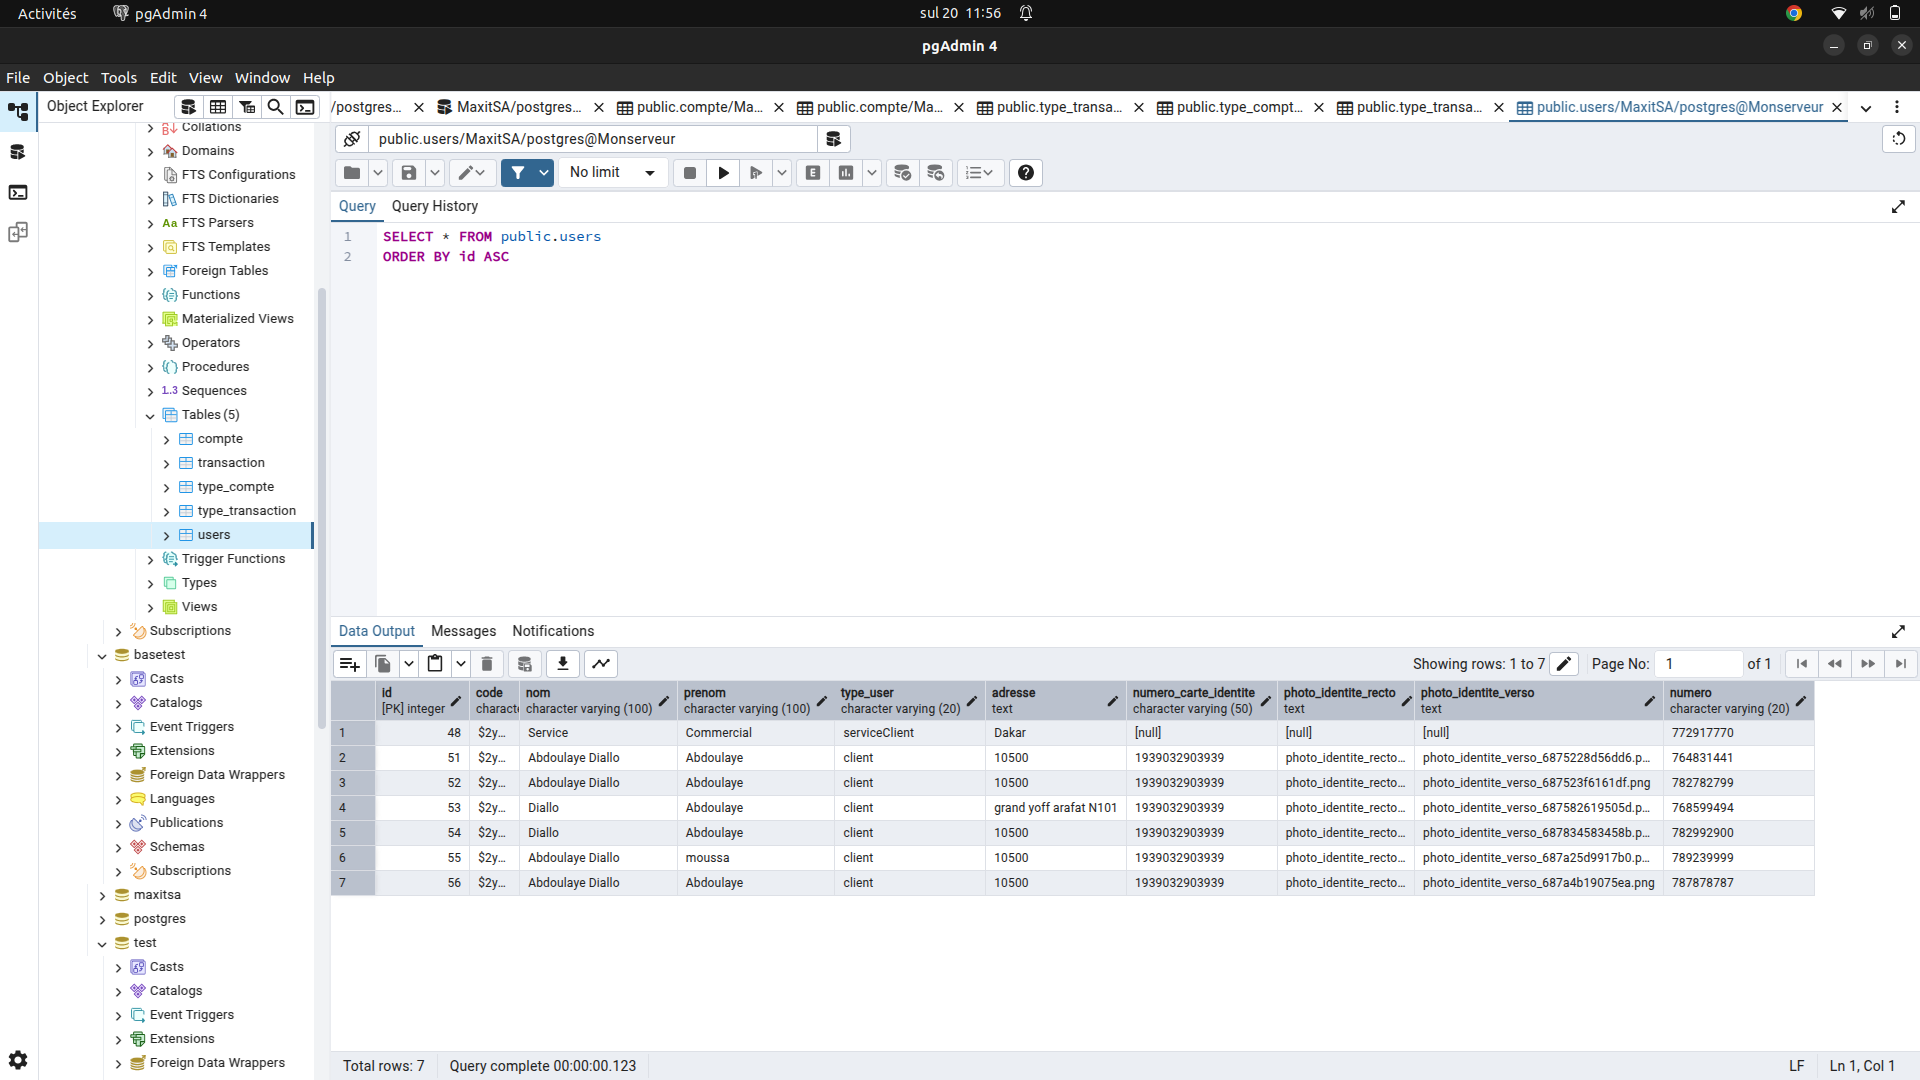 Activités
pgAdmin 4
sul 20 11:56
pgAdmin 4
File Object Tools Edit View Window Help
Object Explorer
/postgres...
MaxitSA/postgres...
public.compte/Ma...
public.compte/Ma...
public.type_transa...
public.type_compt...
public.type_transa...
public.users/MaxitSA/postgres@Monserveur
Collations
Domains
FTS Configurations
FTS Dictionaries
Aa FTS Parsers
FTS Templates
Foreign Tables
Functions
Materialized Views
Operators
Procedures
1..3 Sequences
Tables (5)
compte
transaction
type_compte
type_transaction
users
Trigger Functions
Types
Views
Subscriptions
basetest
Casts
Catalogs
Event Triggers
Extensions
Foreign Data Wrappers
Languages
Publications
Schemas
Subscriptions
maxitsa
postgres
test
Casts
Catalogs
Event Triggers
Extensions
Foreign Data Wrappers
public.users/MaxitSA/postgres@Monserveur
No limit
E
Query Query History
1 SELECT * FROM public.users
2 ORDER BY id ASC
Data Output Messages Notifications
Showing rows: 1 to 7 Page No: 1 of 1
id code nom prenom type_user adresse numero_carte_identite photo_identite_recto photo_identite_verso numero
[PK] integer characte character varying (100) character varying (100) character varying (20) text character varying (50) text text character varying (20)
1 48 $2y... Service Commercial serviceClient Dakar [null] [null] [null] 772917770
2 51 $2y... Abdoulaye Diallo Abdoulaye client 10500 1939032903939 photo_identite_recto... photo_identite_verso_6875228d56dd6.p... 764831441
3 52 $2y... Abdoulaye Diallo Abdoulaye client 10500 1939032903939 photo_identite_recto... photo_identite_verso_687523f6161df.png 782782799
4 53 $2y... Diallo Abdoulaye client grand yoff arafat N101 1939032903939 photo_identite_recto... photo_identite_verso_6875826195​05d.p... 768599494
5 54 $2y... Diallo Abdoulaye client 10500 1939032903939 photo_identite_recto... photo_identite_verso_687834583458b.p... 782992900
6 55 $2y... Abdoulaye Diallo moussa client 10500 1939032903939 photo_identite_recto... photo_identite_verso_687a25d9917b0.p... 789239999
7 56 $2y... Abdoulaye Diallo Abdoulaye client 10500 1939032903939 photo_identite_recto... photo_identite_verso_687a4b19075ea.png 787878787
Total rows: 7 Query complete 00:00:00.123 LF Ln 1, Col 1